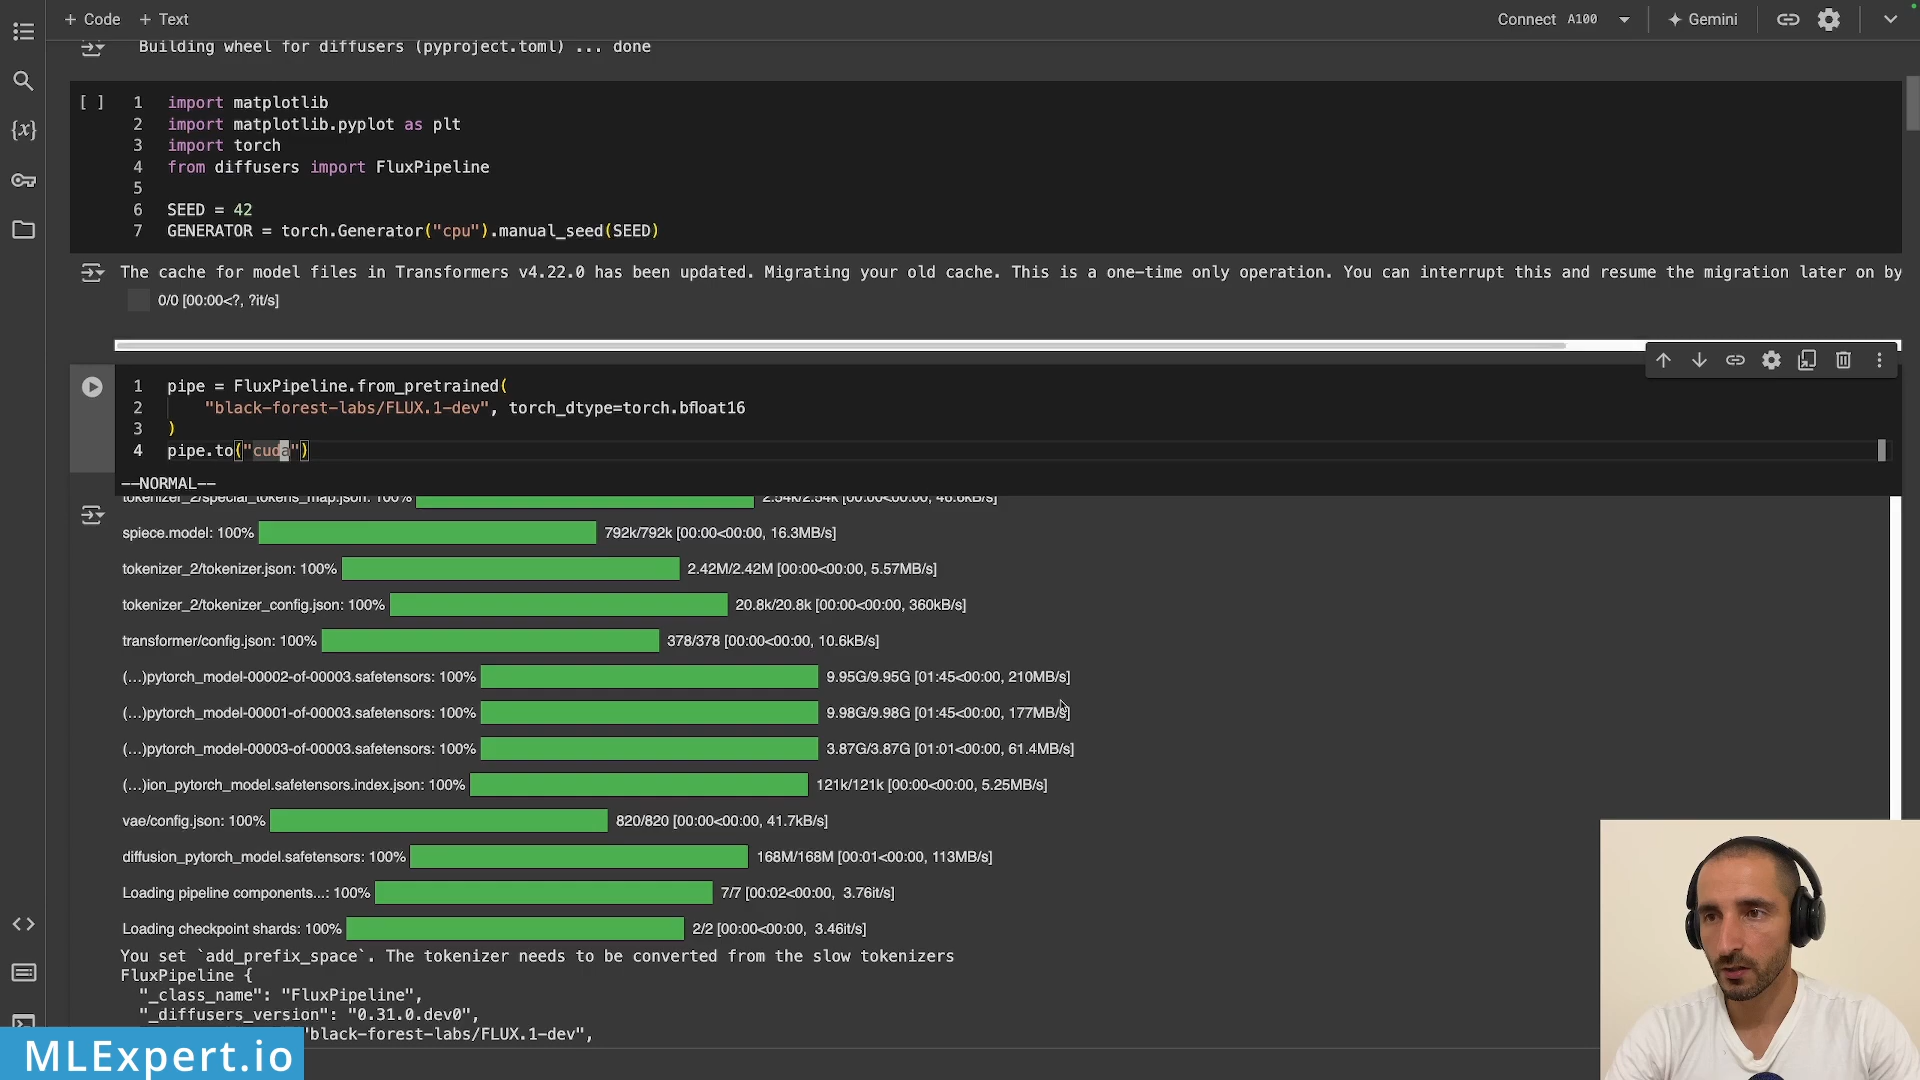 + Code + Text
Connect A100 Gemini
Building wheel for diffusers (pyproject.toml) ... done
[ ] 1 import matplotlib
2 import matplotlib.pyplot as plt
3 import torch
4 from diffusers import FluxPipeline
5
6 SEED = 42
7 GENERATOR = torch.Generator("cpu").manual_seed(SEED)
The cache for model files in Transformers v4.22.0 has been updated. Migrating your old cache. This is a one-time only operation. You can interrupt this and resume the migration later on by
0/0 [00:00<?, ?it/s]
1 pipe = FluxPipeline.from_pretrained(
2 "black-forest-labs/FLUX.1-dev", torch_dtype=torch.bfloat16
3 )
4 pipe.to("cuda")
--NORMAL--
tokenizer_2/special_tokens_map.json: 100% 2.54k/2.54k [00:00<00:00, 46.6kB/s]
spiece.model: 100% 792k/792k [00:00<00:00, 16.3MB/s]
tokenizer_2/tokenizer.json: 100% 2.42M/2.42M [00:00<00:00, 5.57MB/s]
tokenizer_2/tokenizer_config.json: 100% 20.8k/20.8k [00:00<00:00, 360kB/s]
transformer/config.json: 100% 378/378 [00:00<00:00, 10.6kB/s]
(…)pytorch_model-00002-of-00003.safetensors: 100% 9.95G/9.95G [01:45<00:00, 210MB/s]
(…)pytorch_model-00001-of-00003.safetensors: 100% 9.98G/9.98G [01:45<00:00, 177MB/s]
(…)pytorch_model-00003-of-00003.safetensors: 100% 3.87G/3.87G [01:01<00:00, 61.4MB/s]
(…)ion_pytorch_model.safetensors.index.json: 100% 121k/121k [00:00<00:00, 5.25MB/s]
vae/config.json: 100% 820/820 [00:00<00:00, 41.7kB/s]
diffusion_pytorch_model.safetensors: 100% 168M/168M [00:01<00:00, 113MB/s]
Loading pipeline components...: 100% 7/7 [00:02<00:00, 3.76it/s]
Loading checkpoint shards: 100% 2/2 [00:00<00:00, 3.46it/s]
You set `add_prefix_space`. The tokenizer needs to be converted from the slow tokenizers
FluxPipeline {
"_class_name": "FluxPipeline",
"_diffusers_version": "0.31.0.dev0",
"black-forest-labs/FLUX.1-dev",
MLExpert.io